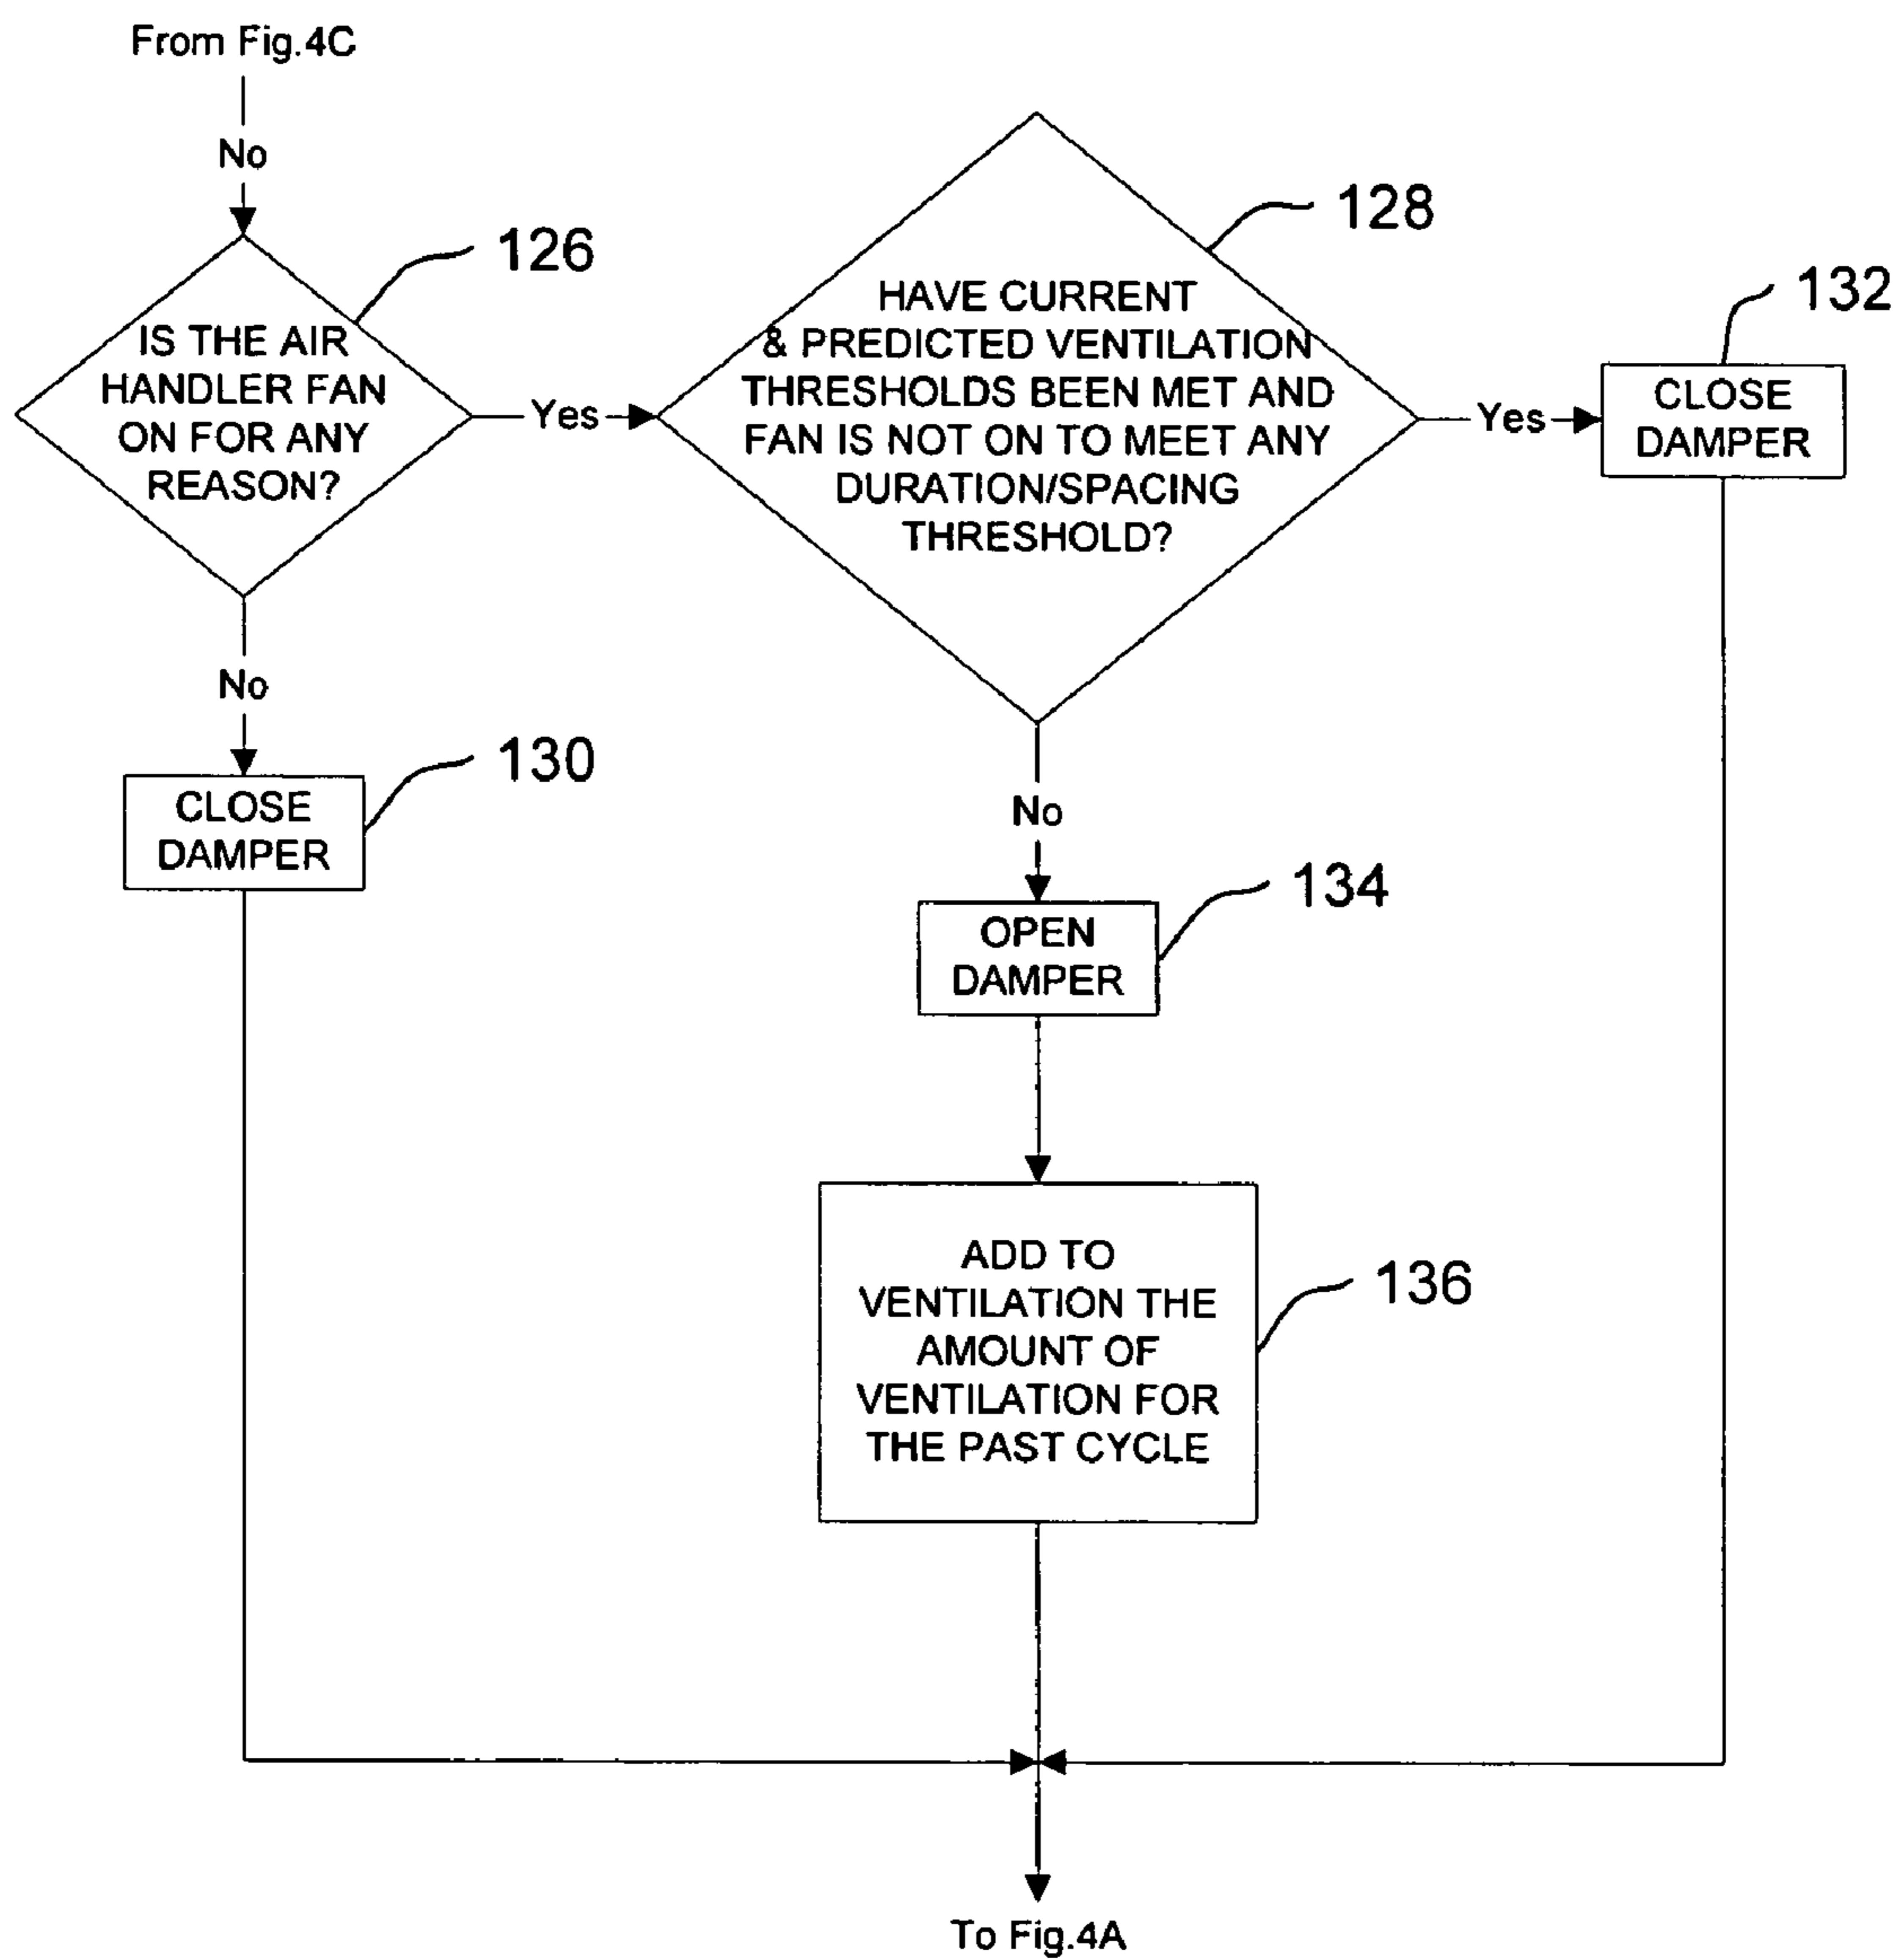 From Fig.4C
No
126
IS THE AIR
HANDLER FAN
ON FOR ANY
REASON?
Yes
No
128
HAVE CURRENT
& PREDICTED VENTILATION
THRESHOLDS BEEN MET AND
FAN IS NOT ON TO MEET ANY
DURATION/SPACING
THRESHOLD?
Yes
No
132
CLOSE
DAMPER
130
CLOSE
DAMPER
134
OPEN
DAMPER
136
ADD TO
VENTILATION THE
AMOUNT OF
VENTILATION FOR
THE PAST CYCLE
To Fig.4A